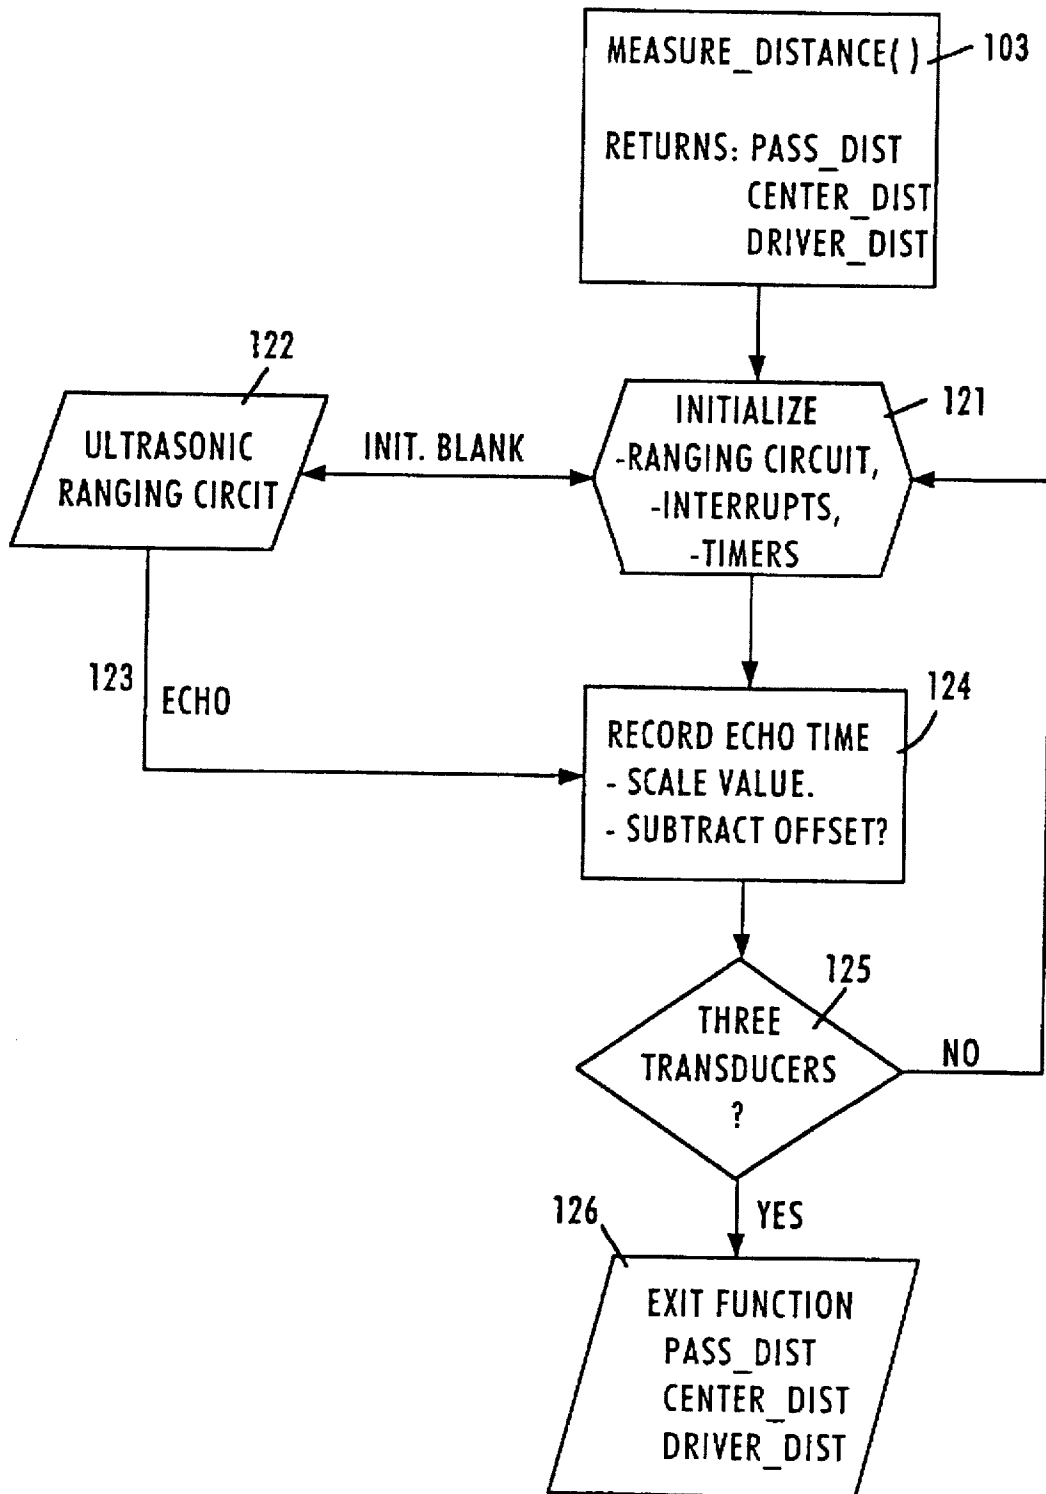 MEASURE_DISTANCE( )
103
RETURNS: PASS_DIST
CENTER_DIST
DRIVER_DIST
122
121
INITIALIZE
-RANGING CIRCUIT,
-INTERRUPTS,
-TIMERS
ULTRASONIC
RANGING CIRCIT
INIT. BLANK
123
ECHO
124
RECORD ECHO TIME
- SCALE VALUE.
- SUBTRACT OFFSET?
125
THREE
TRANSDUCERS
?
NO
YES
126
EXIT FUNCTION
PASS_DIST
CENTER_DIST
DRIVER_DIST